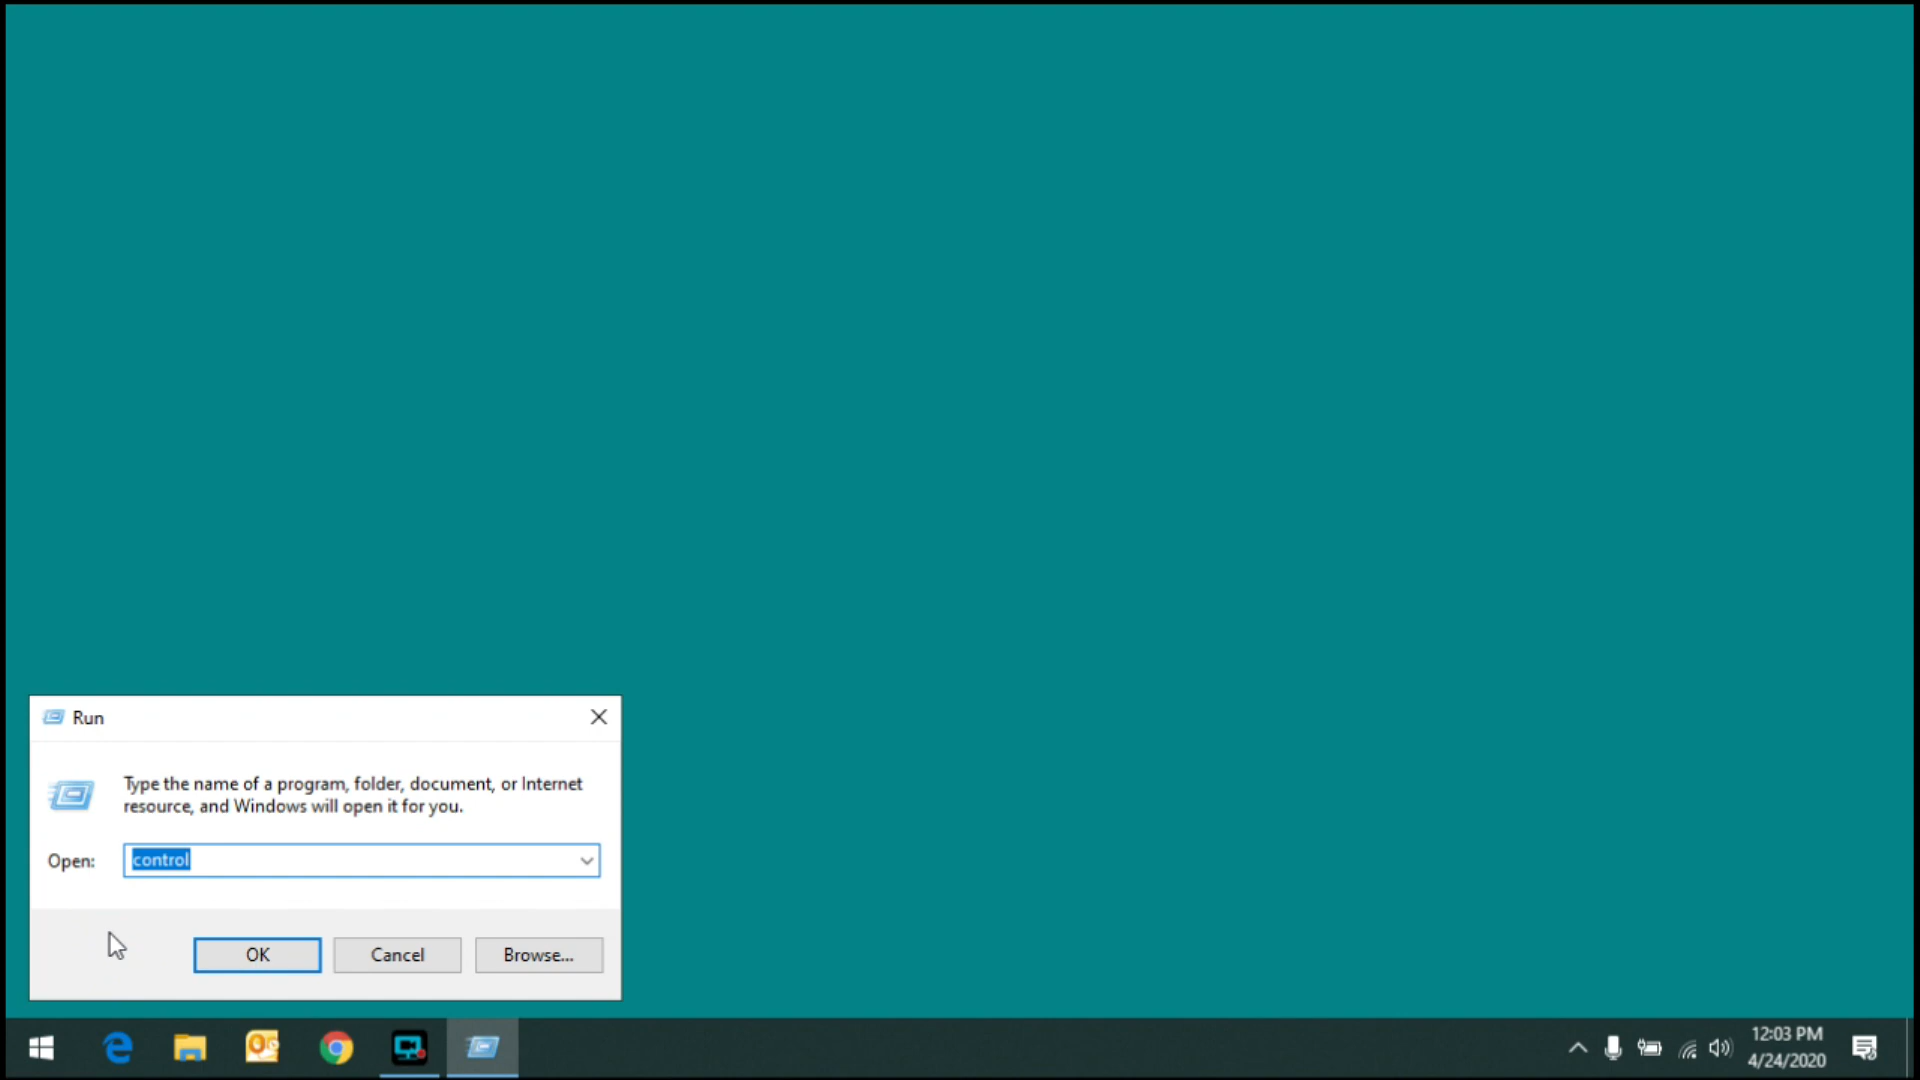 Run
Type the name of a program, folder, document, or Internet
resource, and Windows will open it for you.
Open:
control
OK
Cancel
Browse...
12:03 PM
4/24/2020